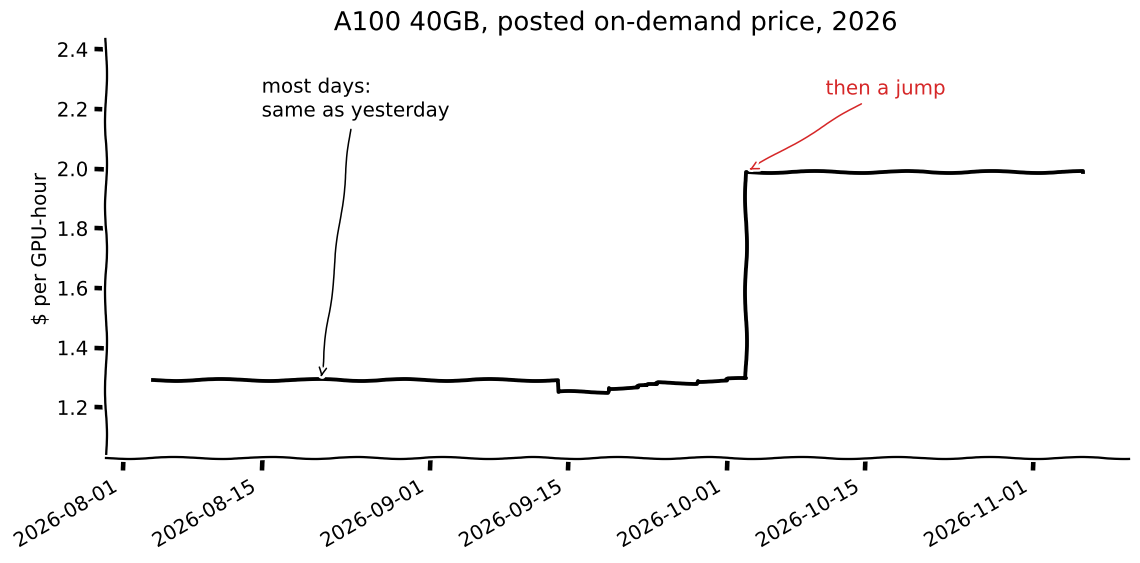 A100 40GB, posted on-demand price, 2026
2.4
most days:
same as yesterday
then a jump
2.2
2.0
1.8
1.6
1.4
1.2
$ per GPU-hour
2026-08-01
2026-08-15
2026-09-01
2026-09-15
2026-10-01
2026-10-15
2026-11-01